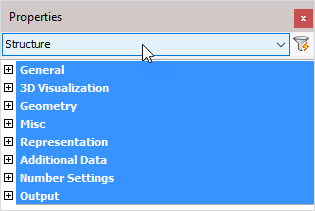 Properties
Structure
General
3D Visualization
Geometry
Misc
Representation
Additional Data
Number Settings
Output